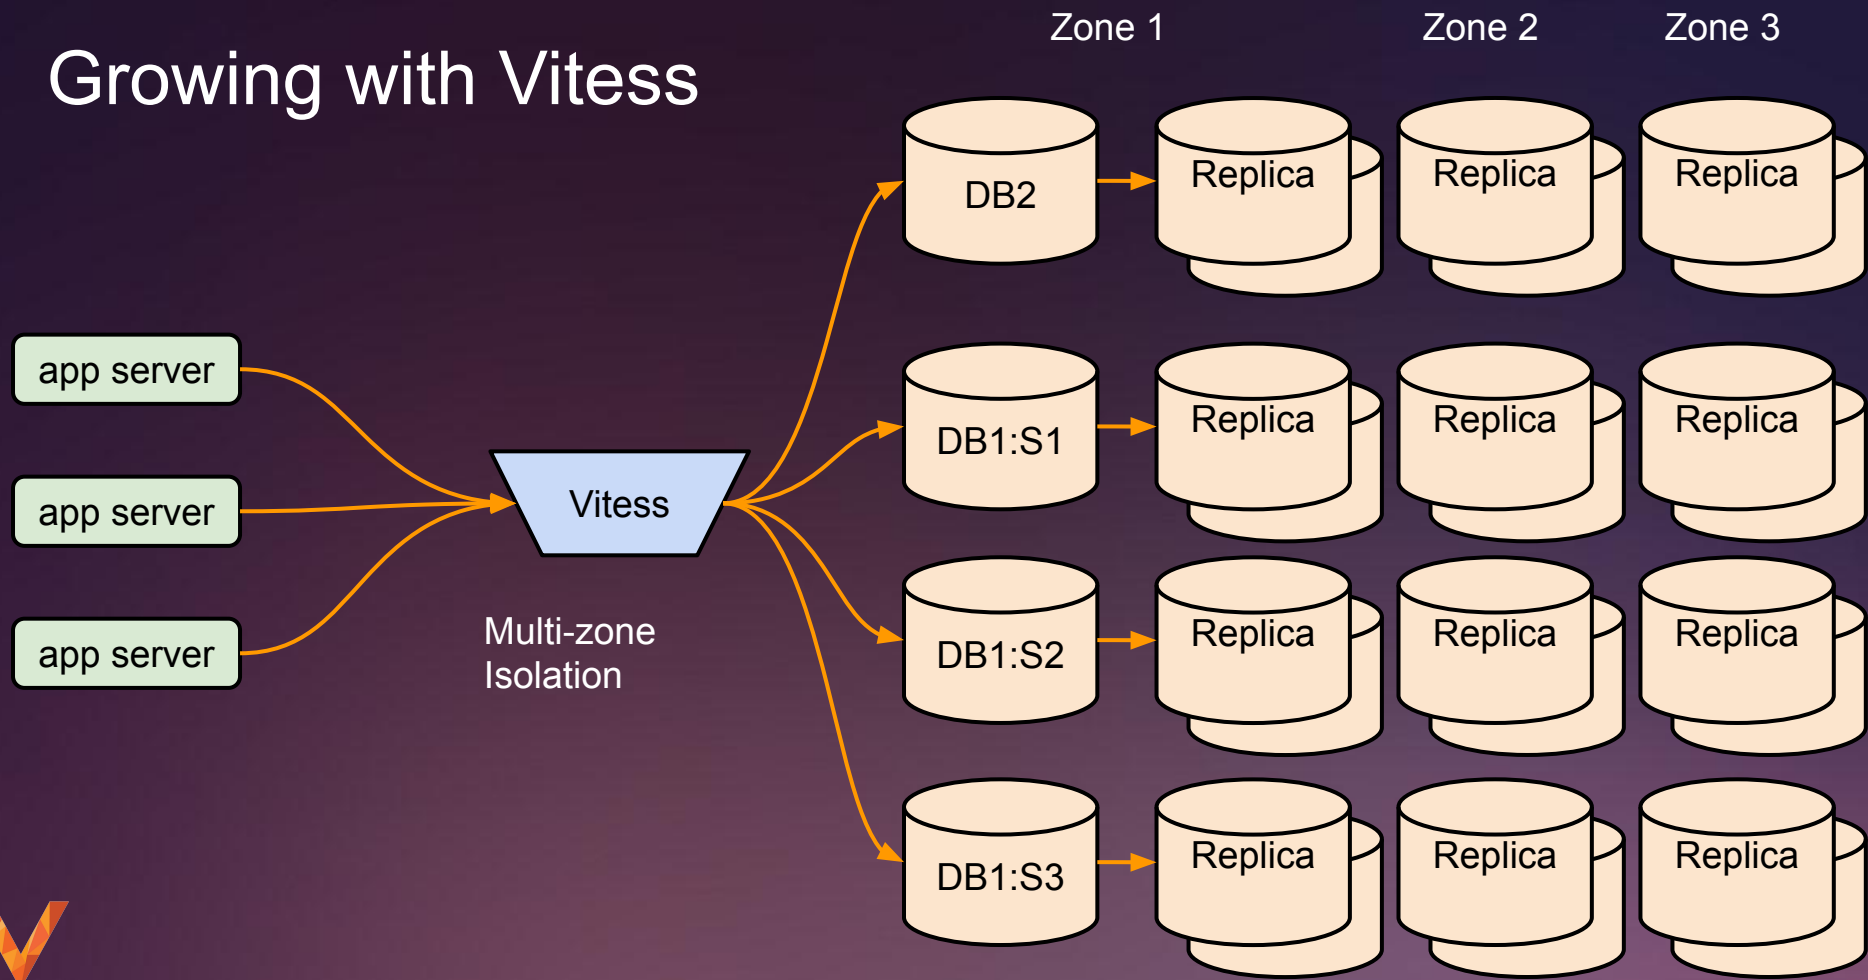 Growing with Vitess
Zone 1
Zone 2
Zone 3
DB2
Replica
Replica
Replica
app server
app server
app server
Vitess
Multi-zone
Isolation
DB1:S1
Replica
Replica
Replica
DB1:S2
Replica
Replica
Replica
DB1:S3
Replica
Replica
Replica